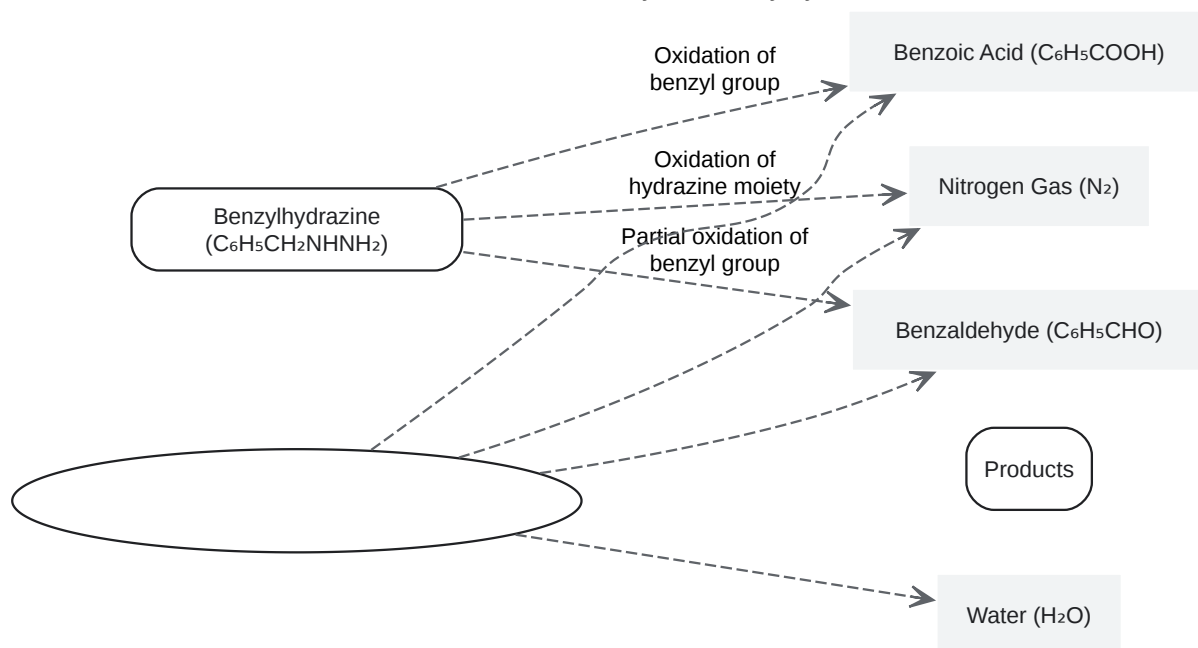 Oxidation of
benzyl group
Benzoic Acid (C₆H₅COOH)
Oxidation of
hydrazine moiety
Nitrogen Gas (N₂)
Benzylhydrazine
(C₆H₅CH₂NHNH₂)
Partial oxidation of
benzyl group
Benzaldehyde (C₆H₅CHO)
Products
Water (H₂O)